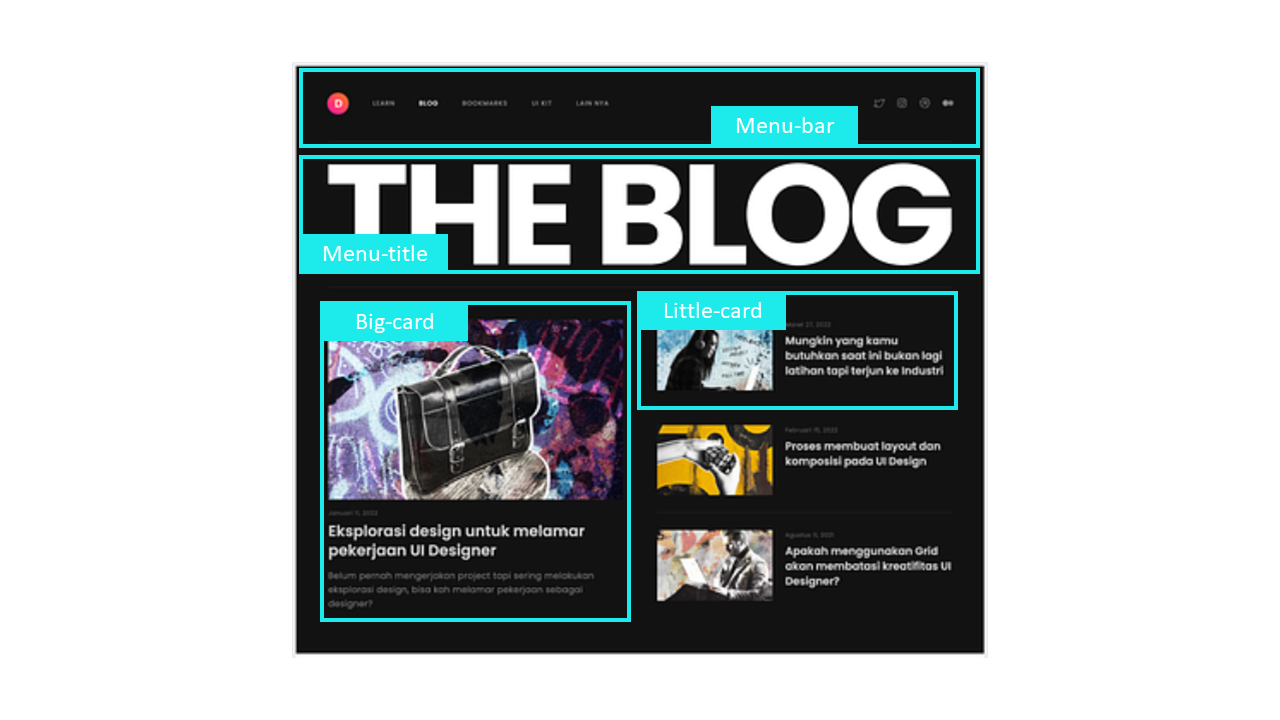 D LEARN BLOG BOOKMARKS UI KIT LAIN NYA
Menu-bar
THE BLOG
Menu-title
Big-card
Januari 11, 2022
Eksplorasi design untuk melamar
pekerjaan UI Designer
Belum pernah mengerjakan project tapi sering melakukan
eksplorasi design, bisa kah melamar pekerjaan sebagai
designer?
Little-card
Maret 27, 2022
Mungkin yang kamu
butuhkan saat ini bukan lagi
latihan tapi terjun ke Industri
Februari 15, 2022
Proses membuat layout dan
komposisi pada UI Design
Agustus 11, 2021
Apakah menggunakan Grid
akan membatasi kreatifitas UI
Designer?